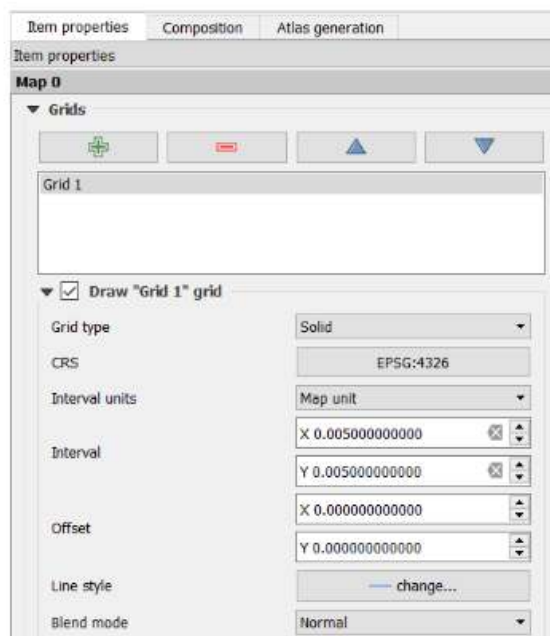 Item properties Composition Atlas generation
Item properties
Map 0
Grids
Grid 1
Draw "Grid 1" grid
Grid type Solid
CRS EPSG:4326
Interval units Map unit
Interval X 0.005000000000
Y 0.005000000000
Offset X 0.000000000000
Y 0.000000000000
Line style change...
Blend mode Normal